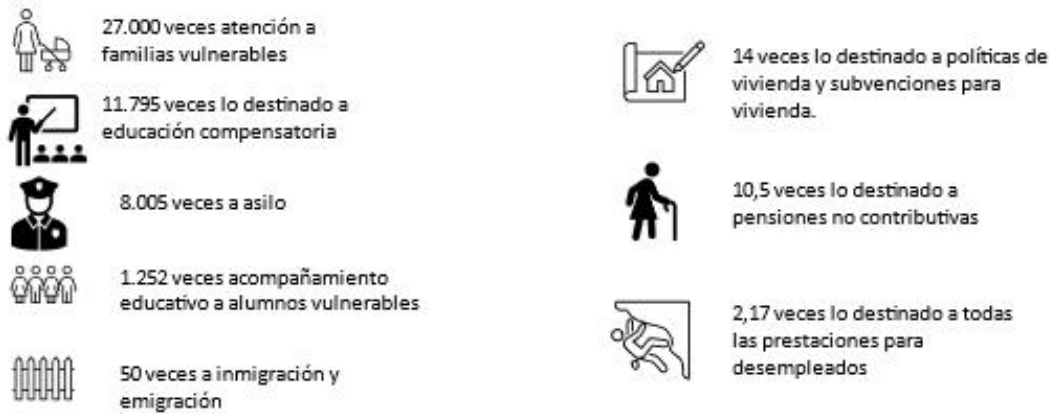 27.000 veces atención a
familias vulnerables
11.795 veces lo destinado a
educación compensatoria
8.005 veces a asilo
1.252 veces acompañamiento
educativo a alumnos vulnerables
50 veces a inmigración y
emigración
14 veces lo destinado a políticas de
vivienda y subvenciones para
vivienda.
10,5 veces lo destinado a
pensiones no contributivas
2,17 veces lo destinado a todas
las prestaciones para
desempleados